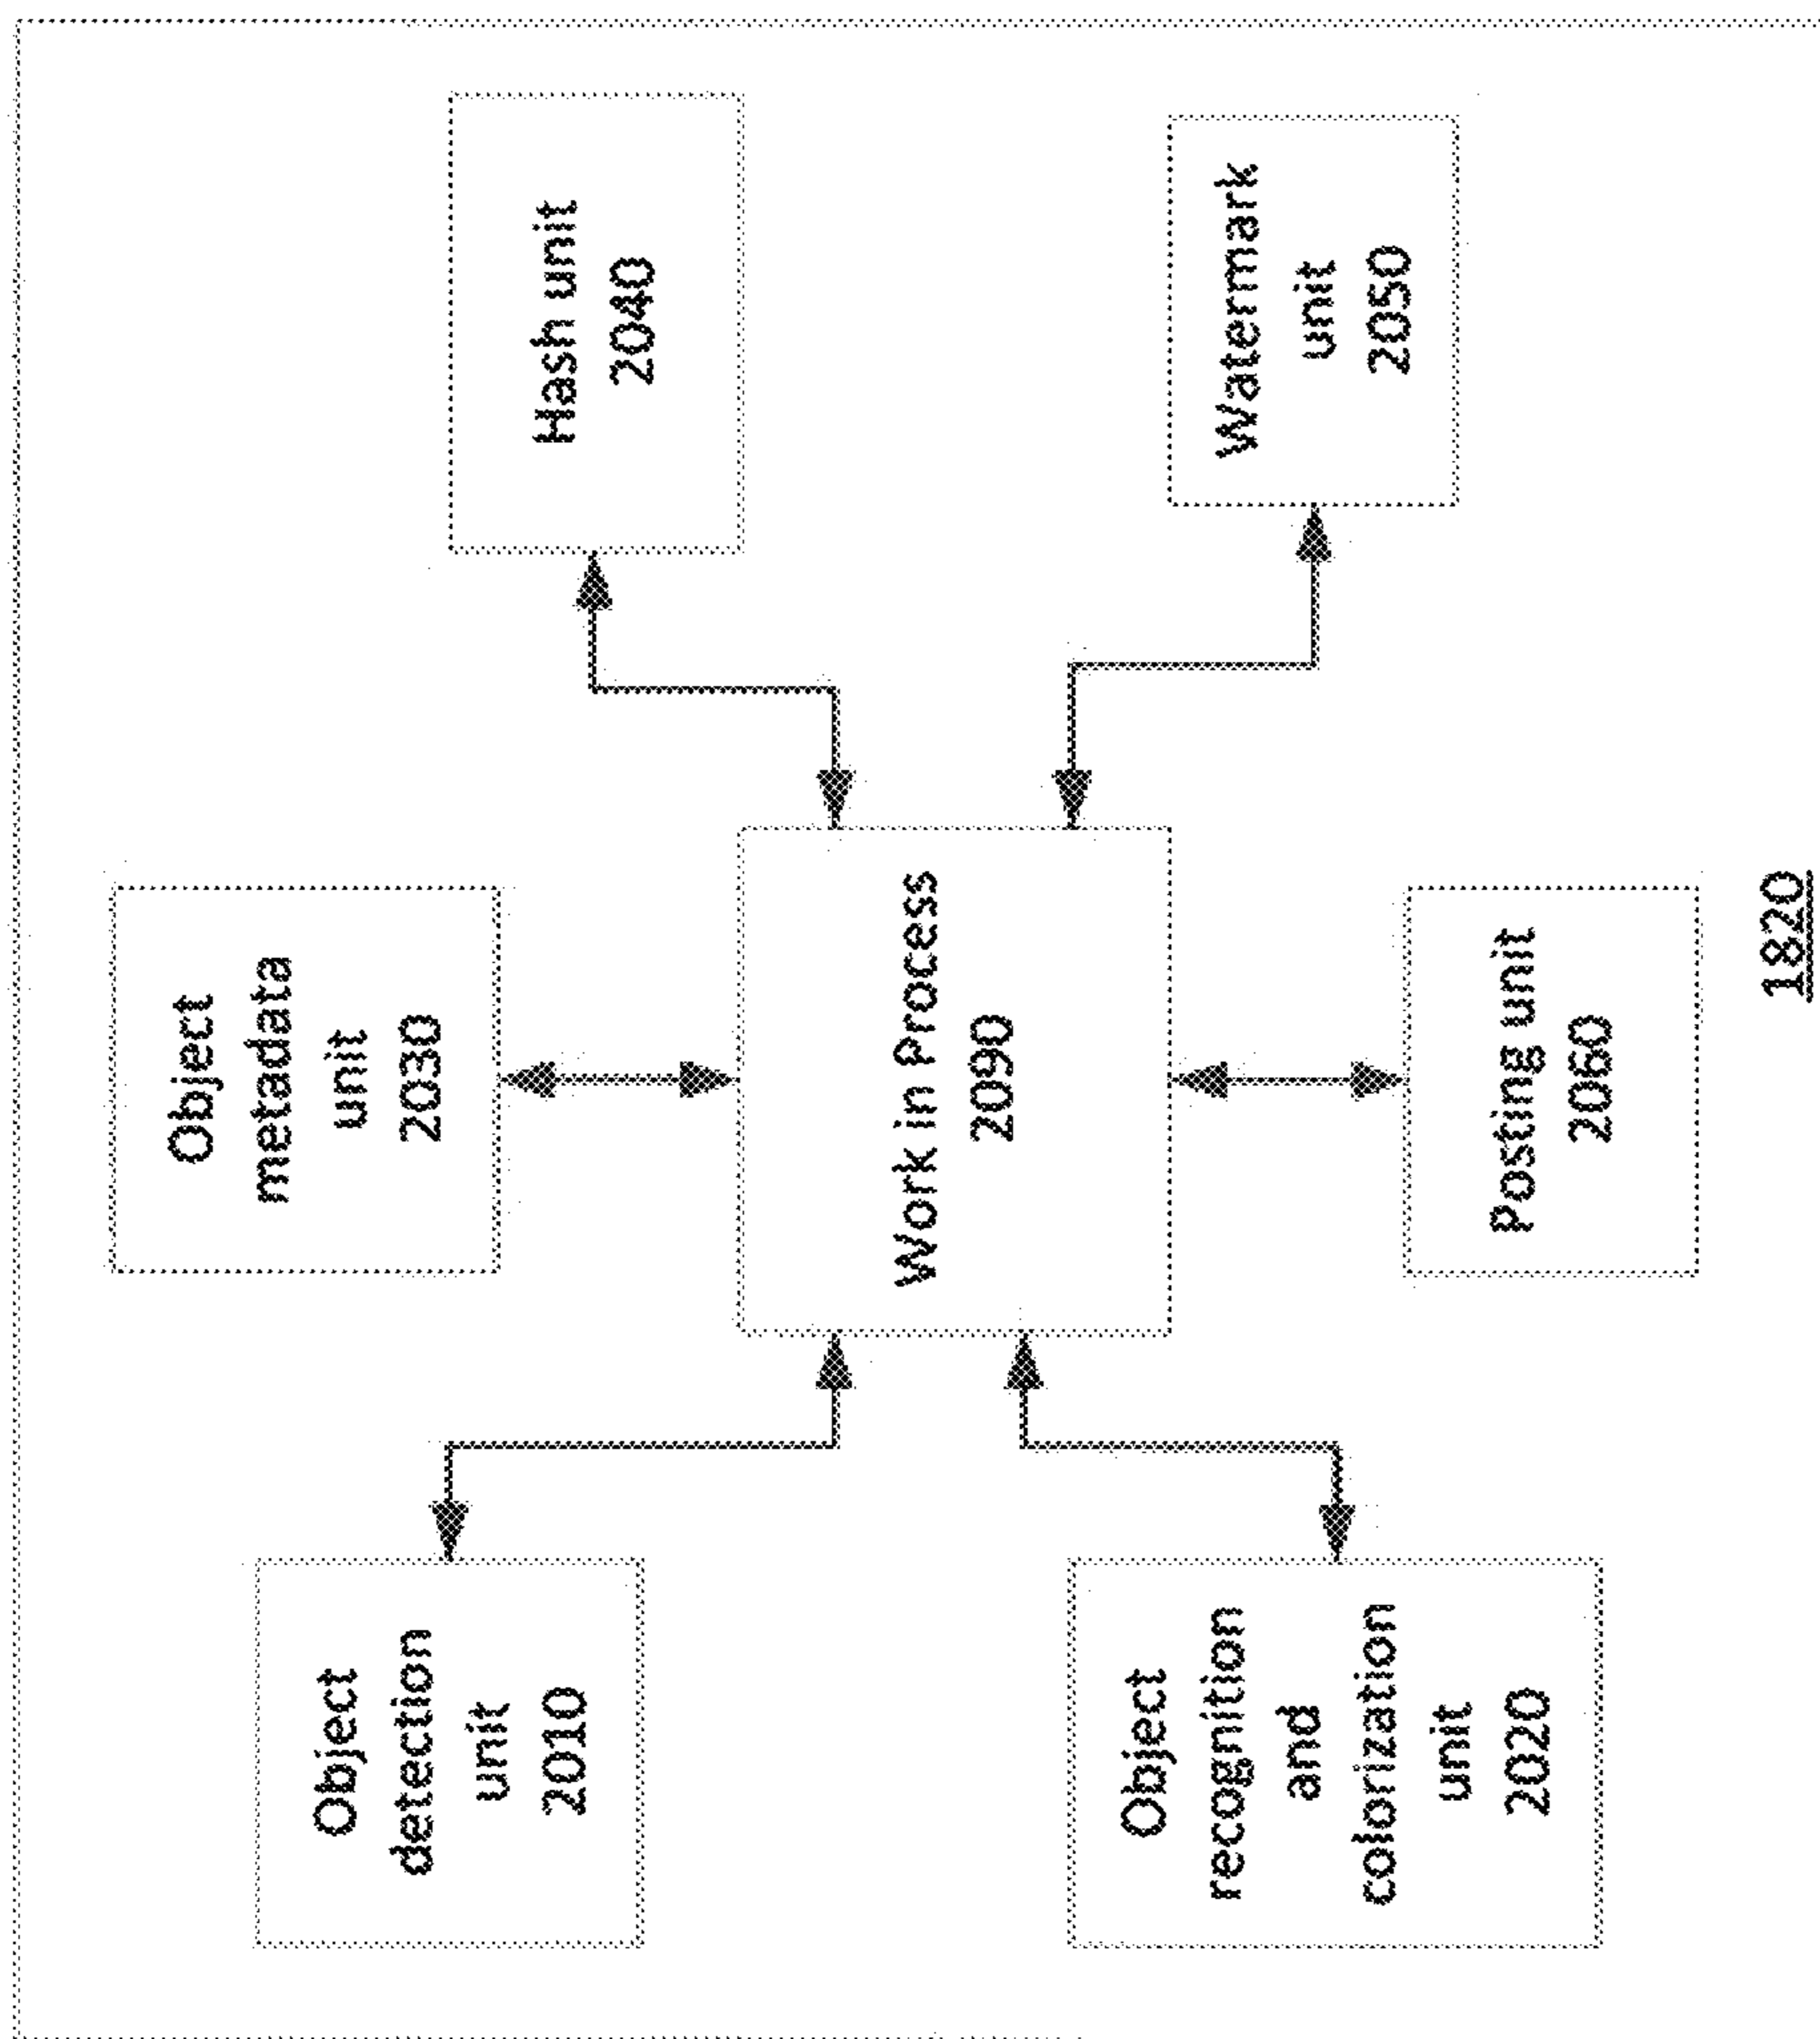 Object
detection
unit
2010
Object
recognition
and
colorization
unit
2020
Object
metadata
unit
2030
Work in Process
2090
Posting unit
2060
Hash unit
2040
Watermark
unit
2050
1820